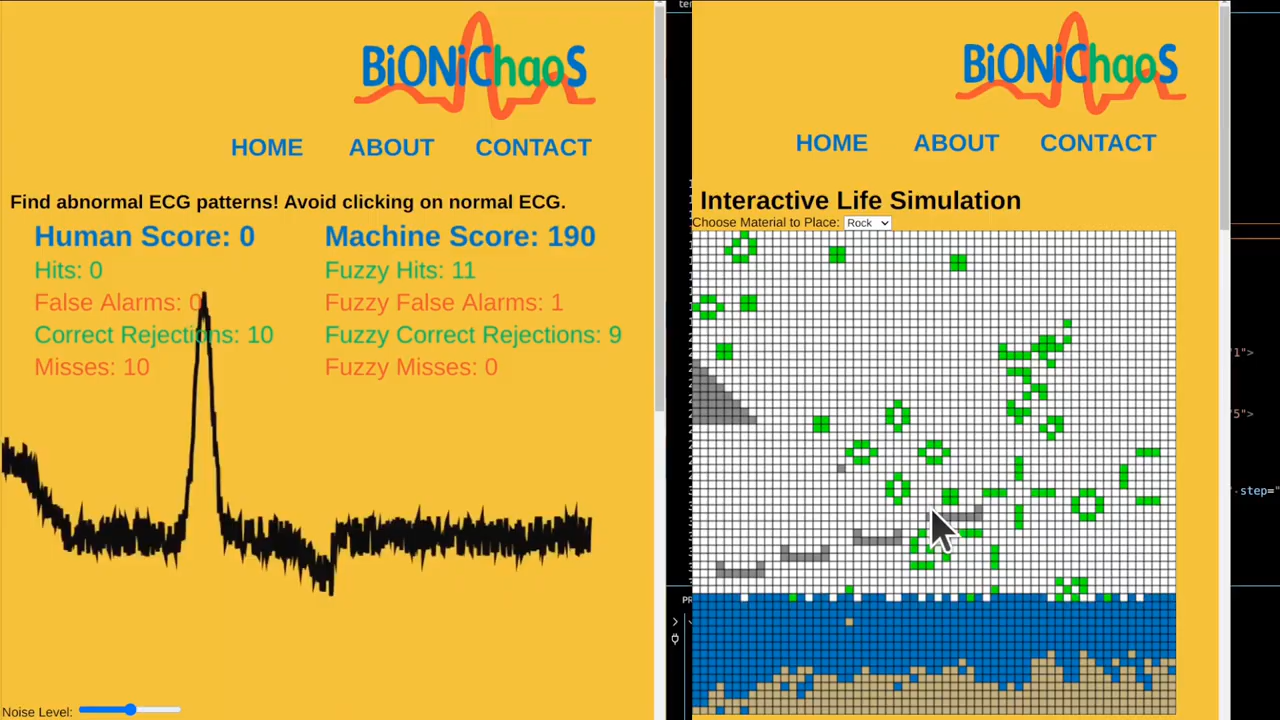 BiONiChaoS
HOME ABOUT CONTACT
Find abnormal ECG patterns! Avoid clicking on normal ECG.
Human Score: 0
Hits: 0
False Alarms: 0
Correct Rejections: 10
Misses: 10
Machine Score: 190
Fuzzy Hits: 11
Fuzzy False Alarms: 1
Fuzzy Correct Rejections: 9
Fuzzy Misses: 0
Noise Level:
BiONiChaoS
HOME ABOUT CONTACT
Interactive Life Simulation
Choose Material to Place: Rock
1">
5">
step="